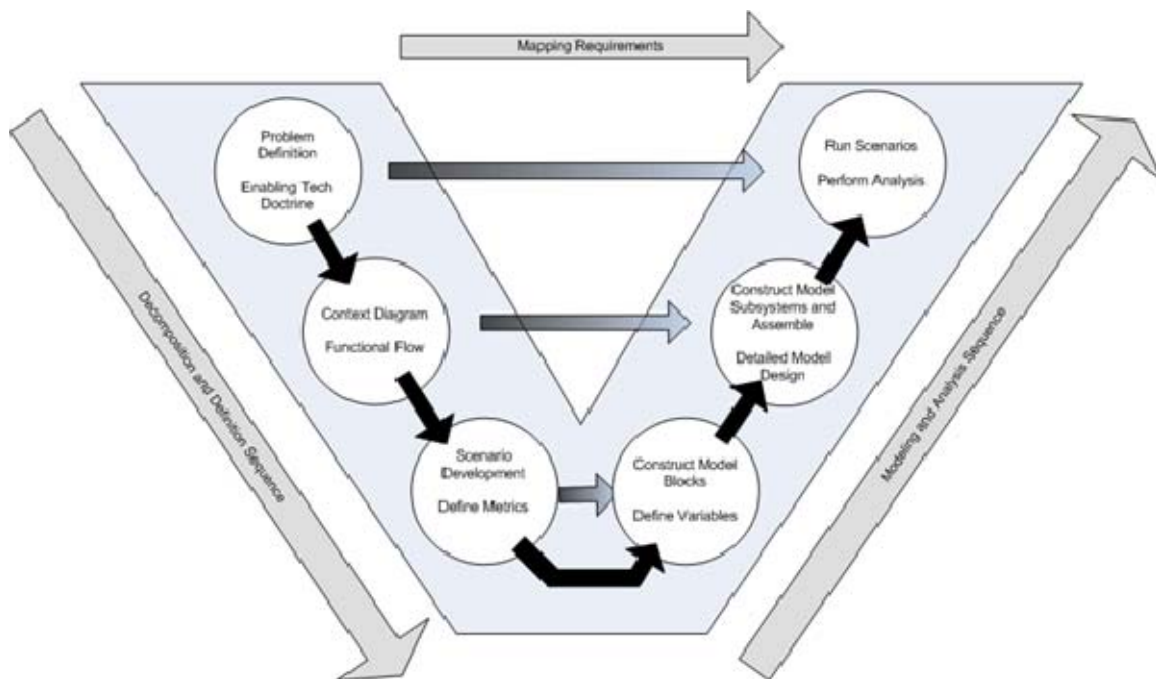 Mapping Requirements
Problem
Definition
Enabling Tech
Doctrine
Run Scenarios
Perform Analysis
Context Diagram
Functional Flow
Construct Model
Subsystems and
Assemble
Detailed Model
Design
Decomposition and Definition Sequence
Modeling and Analysis Sequence
Scenario
Development
Define Metrics
Construct Model
Blocks
Define Variables